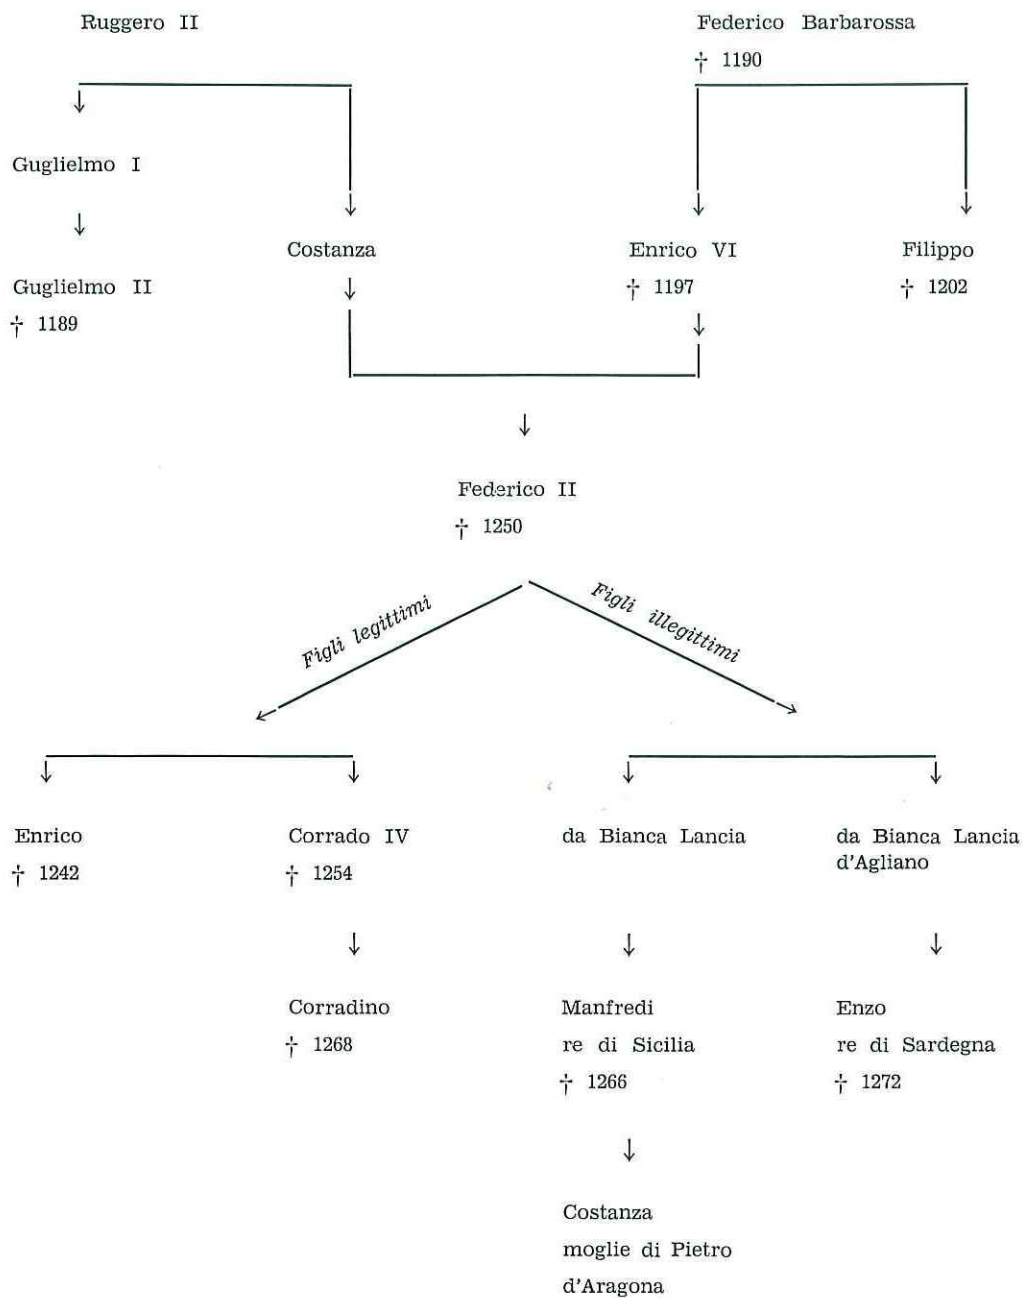 Ruggero II
Federico Barbarossa
† 1190
Guglielmo I
Guglielmo II
† 1189
Costanza
Enrico VI
† 1197
Filippo
† 1202
Federico II
† 1250
Figli legittimi
Figli illegittimi
Enrico
† 1242
Corrado IV
† 1254
Corradino
† 1268
da Bianca Lancia
Manfredi
re di Sicilia
† 1266
Costanza
moglie di Pietro
d'Aragona
da Bianca Lancia
d'Agliano
Enzo
re di Sardegna
† 1272